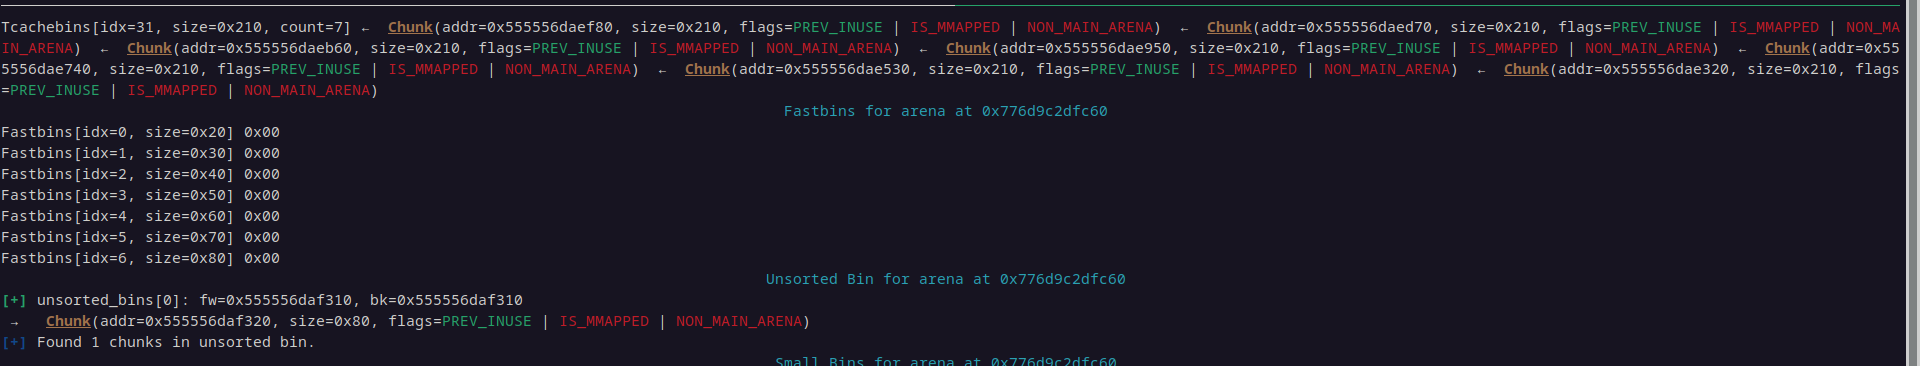 Tcachebins[idx=31, size=0x210, count=7] ← Chunk(addr=0x555556daef80, size=0x210, flags=PREV_INUSE | IS_MMAPPED | NON_MAIN_ARENA) ← Chunk(addr=0x555556daed70, size=0x210, flags=PREV_INUSE | IS_MMAPPED | NON_MA
IN_ARENA) ← Chunk(addr=0x555556daeb60, size=0x210, flags=PREV_INUSE | IS_MMAPPED | NON_MAIN_ARENA) ← Chunk(addr=0x555556dae950, size=0x210, flags=PREV_INUSE | IS_MMAPPED | NON_MAIN_ARENA) ← Chunk(addr=0x55
5556dae740, size=0x210, flags=PREV_INUSE | IS_MMAPPED | NON_MAIN_ARENA) ← Chunk(addr=0x555556dae530, size=0x210, flags=PREV_INUSE | IS_MMAPPED | NON_MAIN_ARENA) ← Chunk(addr=0x555556dae320, size=0x210, flags
=PREV_INUSE | IS_MMAPPED | NON_MAIN_ARENA)
Fastbins for arena at 0x776d9c2dfc60
Fastbins[idx=0, size=0x20] 0x00
Fastbins[idx=1, size=0x30] 0x00
Fastbins[idx=2, size=0x40] 0x00
Fastbins[idx=3, size=0x50] 0x00
Fastbins[idx=4, size=0x60] 0x00
Fastbins[idx=5, size=0x70] 0x00
Fastbins[idx=6, size=0x80] 0x00
Unsorted Bin for arena at 0x776d9c2dfc60
[+] unsorted_bins[0]: fw=0x555556daf310, bk=0x555556daf310
→ Chunk(addr=0x555556daf320, size=0x80, flags=PREV_INUSE | IS_MMAPPED | NON_MAIN_ARENA)
[+] Found 1 chunks in unsorted bin.
Small Bins for arena at 0x776d9c2dfc60